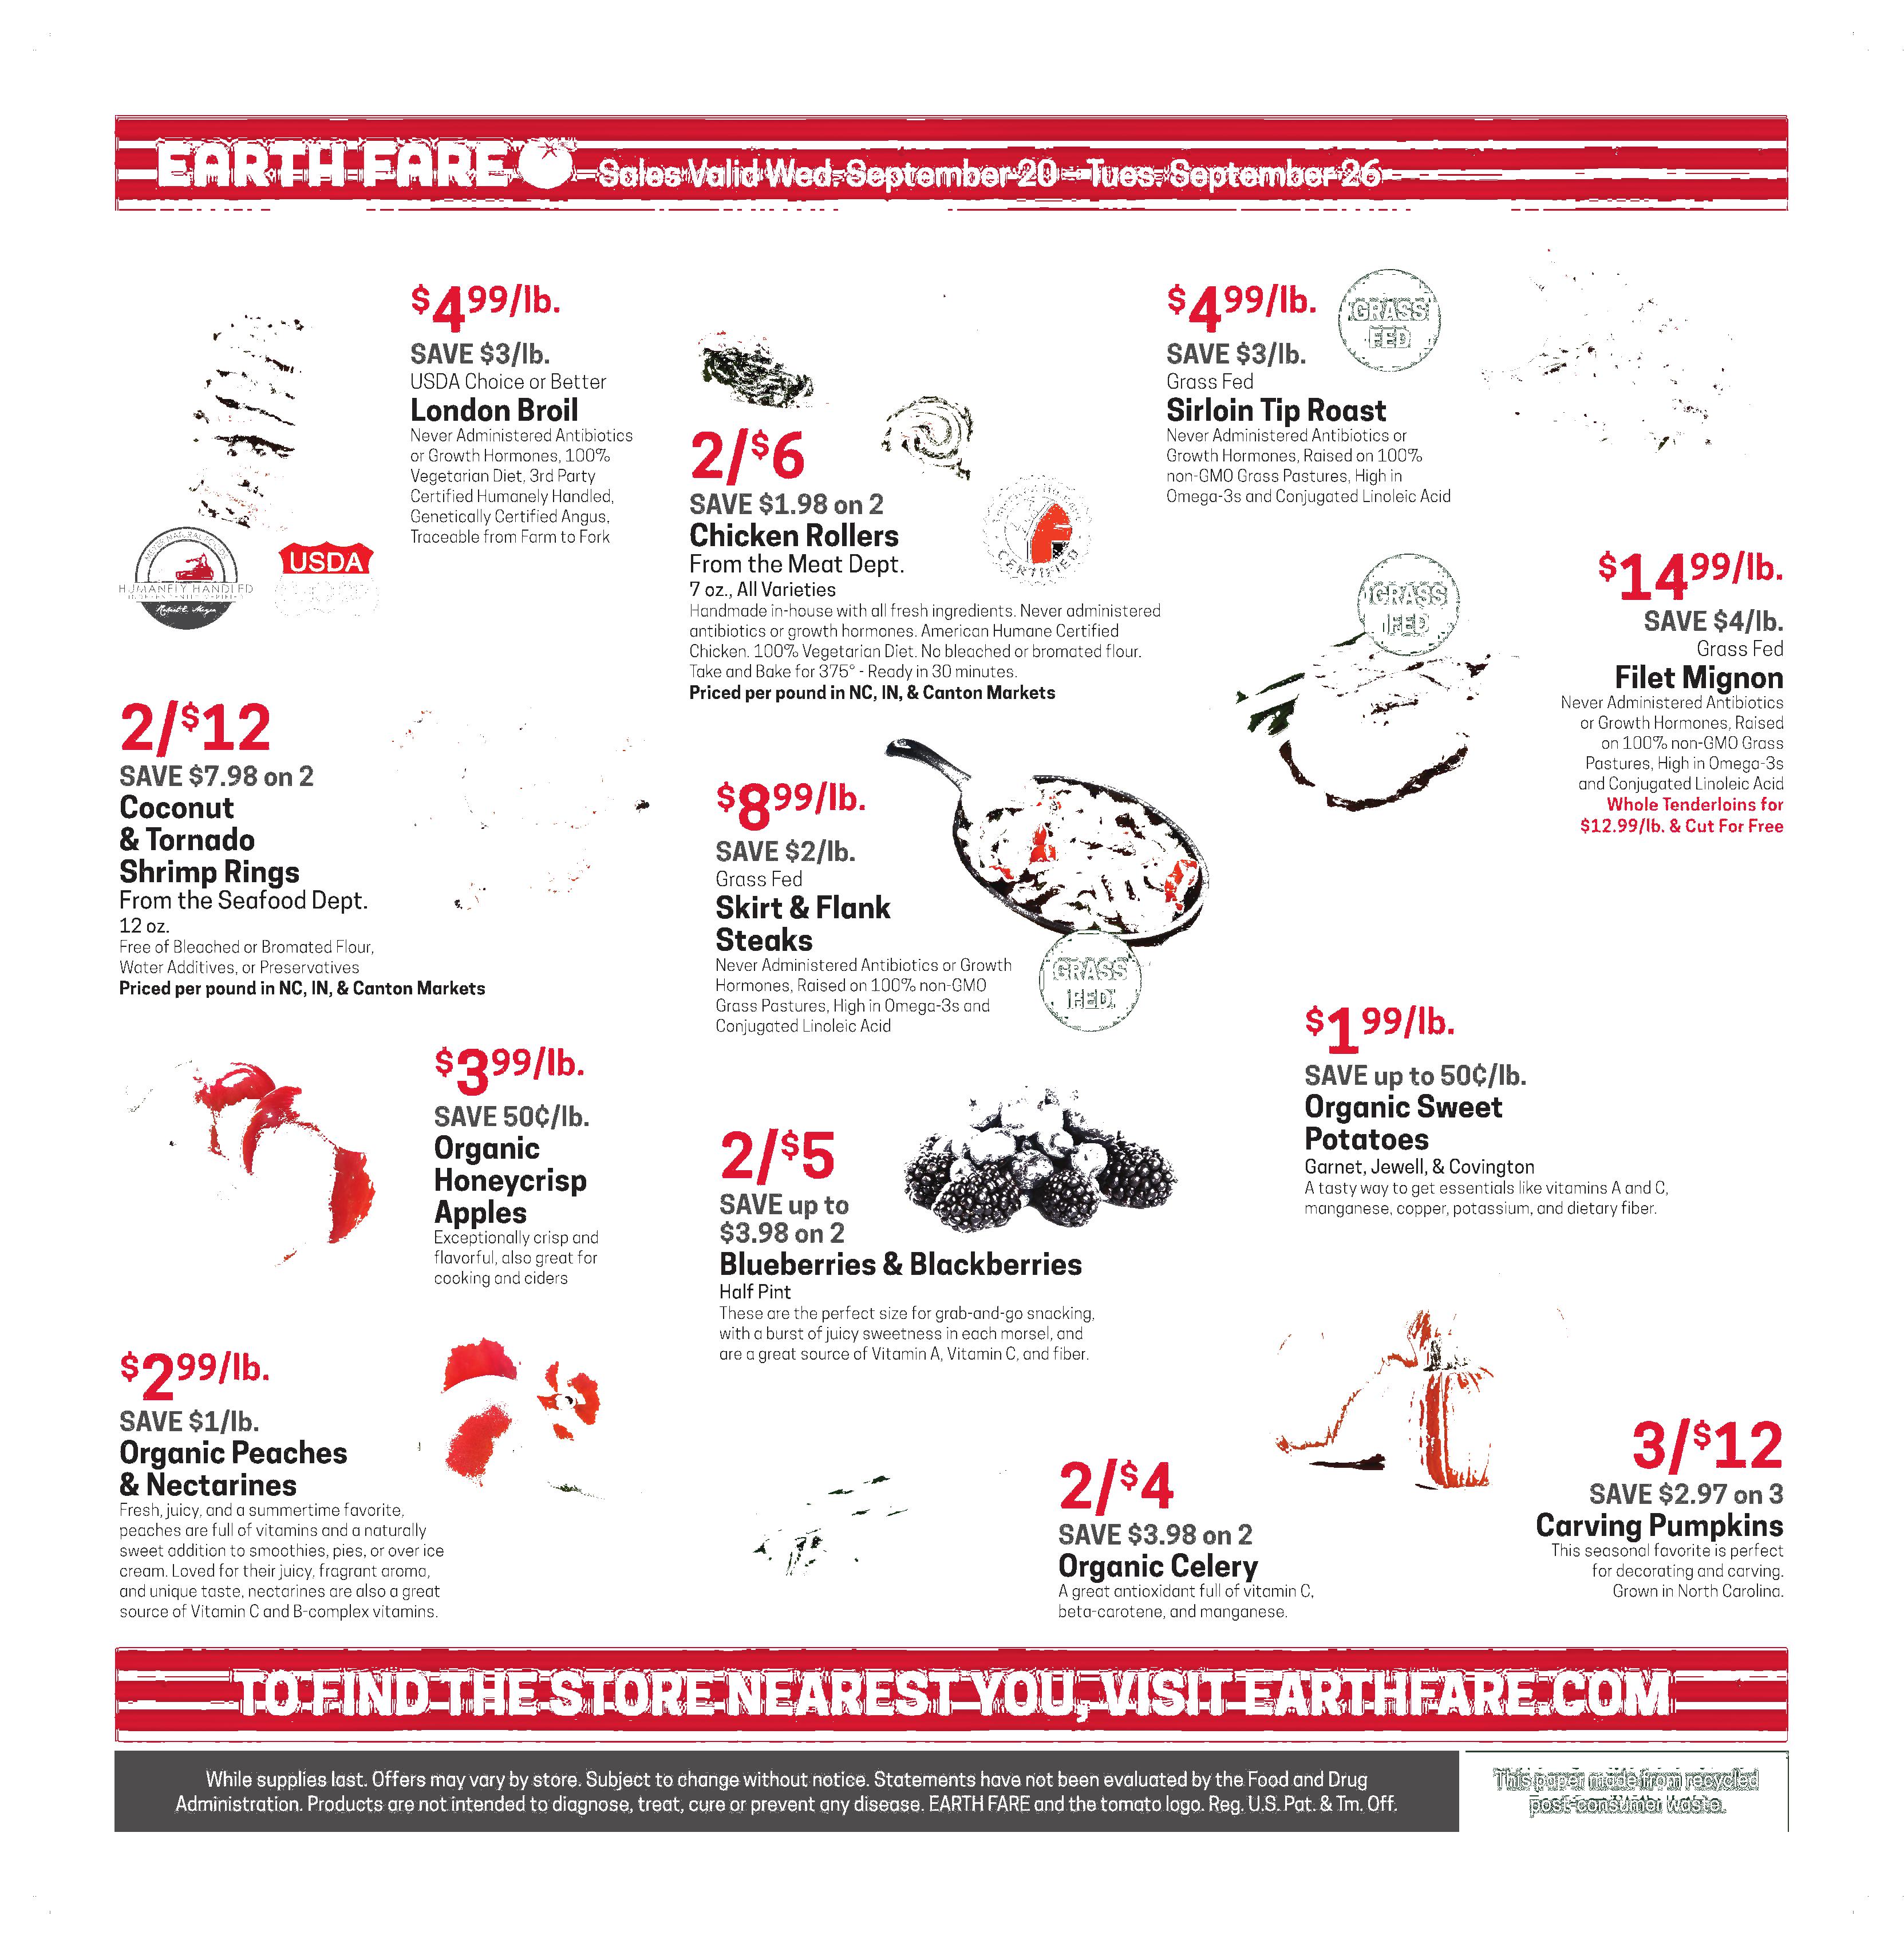 EARTH FARE Sales Valid Wed. September 20 - Tues. September 26
$4.99/lb.
SAVE $3/lb.
USDA Choice or Better
London Broil
Never Administered Antibiotics
or Growth Hormones, 100%
Vegetarian Diet, 3rd Party
Certified Humanely Handled,
Genetically Certified Angus,
Traceable from Farm to Fork
MEYER NATURAL FOODS
HUMANELY HANDLED
USDA
2/$6
SAVE $1.98 on 2
Chicken Rollers
From the Meat Dept.
7 oz., All Varieties
Handmade in-house with all fresh ingredients. Never administered
antibiotics or growth hormones. American Humane Certified
Chicken. 100% Vegetarian Diet. No bleached or bromated flour.
Take and Bake for 375° - Ready in 30 minutes.
Priced per pound in NC, IN, & Canton Markets
CERTIFIED
$4.99/lb.
SAVE $3/lb.
Grass Fed
Sirloin Tip Roast
Never Administered Antibiotics or
Growth Hormones, Raised on 100%
non-GMO Grass Pastures, High in
Omega-3s and Conjugated Linoleic Acid
GRASS
FED
$14.99/lb.
SAVE $4/lb.
Grass Fed
Filet Mignon
Never Administered Antibiotics
or Growth Hormones, Raised
on 100% non-GMO Grass
Pastures, High in Omega-3s
and Conjugated Linoleic Acid
Whole Tenderloins for
$12.99/lb. & Cut For Free
GRASS
FED
2/$12
SAVE $7.98 on 2
Coconut
& Tornado
Shrimp Rings
From the Seafood Dept.
12 oz.
Free of Bleached or Bromated Flour,
Water Additives, or Preservatives
Priced per pound in NC, IN, & Canton Markets
$8.99/lb.
SAVE $2/lb.
Grass Fed
Skirt & Flank
Steaks
Never Administered Antibiotics or Growth
Hormones, Raised on 100% non-GMO
Grass Pastures, High in Omega-3s and
Conjugated Linoleic Acid
GRASS
FED
$3.99/lb.
SAVE 50¢/lb.
Organic
Honeycrisp
Apples
Exceptionally crisp and
flavorful, also great for
cooking and ciders
2/$5
SAVE up to
$3.98 on 2
Blueberries & Blackberries
Half Pint
These are the perfect size for grab-and-go snacking,
with a burst of juicy sweetness in each morsel, and
are a great source of Vitamin A, Vitamin C, and fiber.
$1.99/lb.
SAVE up to 50¢/lb.
Organic Sweet
Potatoes
Garnet, Jewell, & Covington
A tasty way to get essentials like vitamins A and C,
manganese, copper, potassium, and dietary fiber.
$2.99/lb.
SAVE $1/lb.
Organic Peaches
& Nectarines
Fresh, juicy, and a summertime favorite,
peaches are full of vitamins and a naturally
sweet addition to smoothies, pies, or over ice
cream. Loved for their juicy, fragrant aroma,
and unique taste, nectarines are also a great
source of Vitamin C and B-complex vitamins.
2/$4
SAVE $3.98 on 2
Organic Celery
A great antioxidant full of vitamin C,
beta-carotene, and manganese.
3/$12
SAVE $2.97 on 3
Carving Pumpkins
This seasonal favorite is perfect
for decorating and carving.
Grown in North Carolina.
TO FIND THE STORE NEAREST YOU, VISIT EARTHFARE.COM
While supplies last. Offers may vary by store. Subject to change without notice. Statements have not been evaluated by the Food and Drug
Administration. Products are not intended to diagnose, treat, cure or prevent any disease. EARTH FARE and the tomato logo. Reg. U.S. Pat. & Tm. Off.
This paper made from recycled
post-consumer waste.